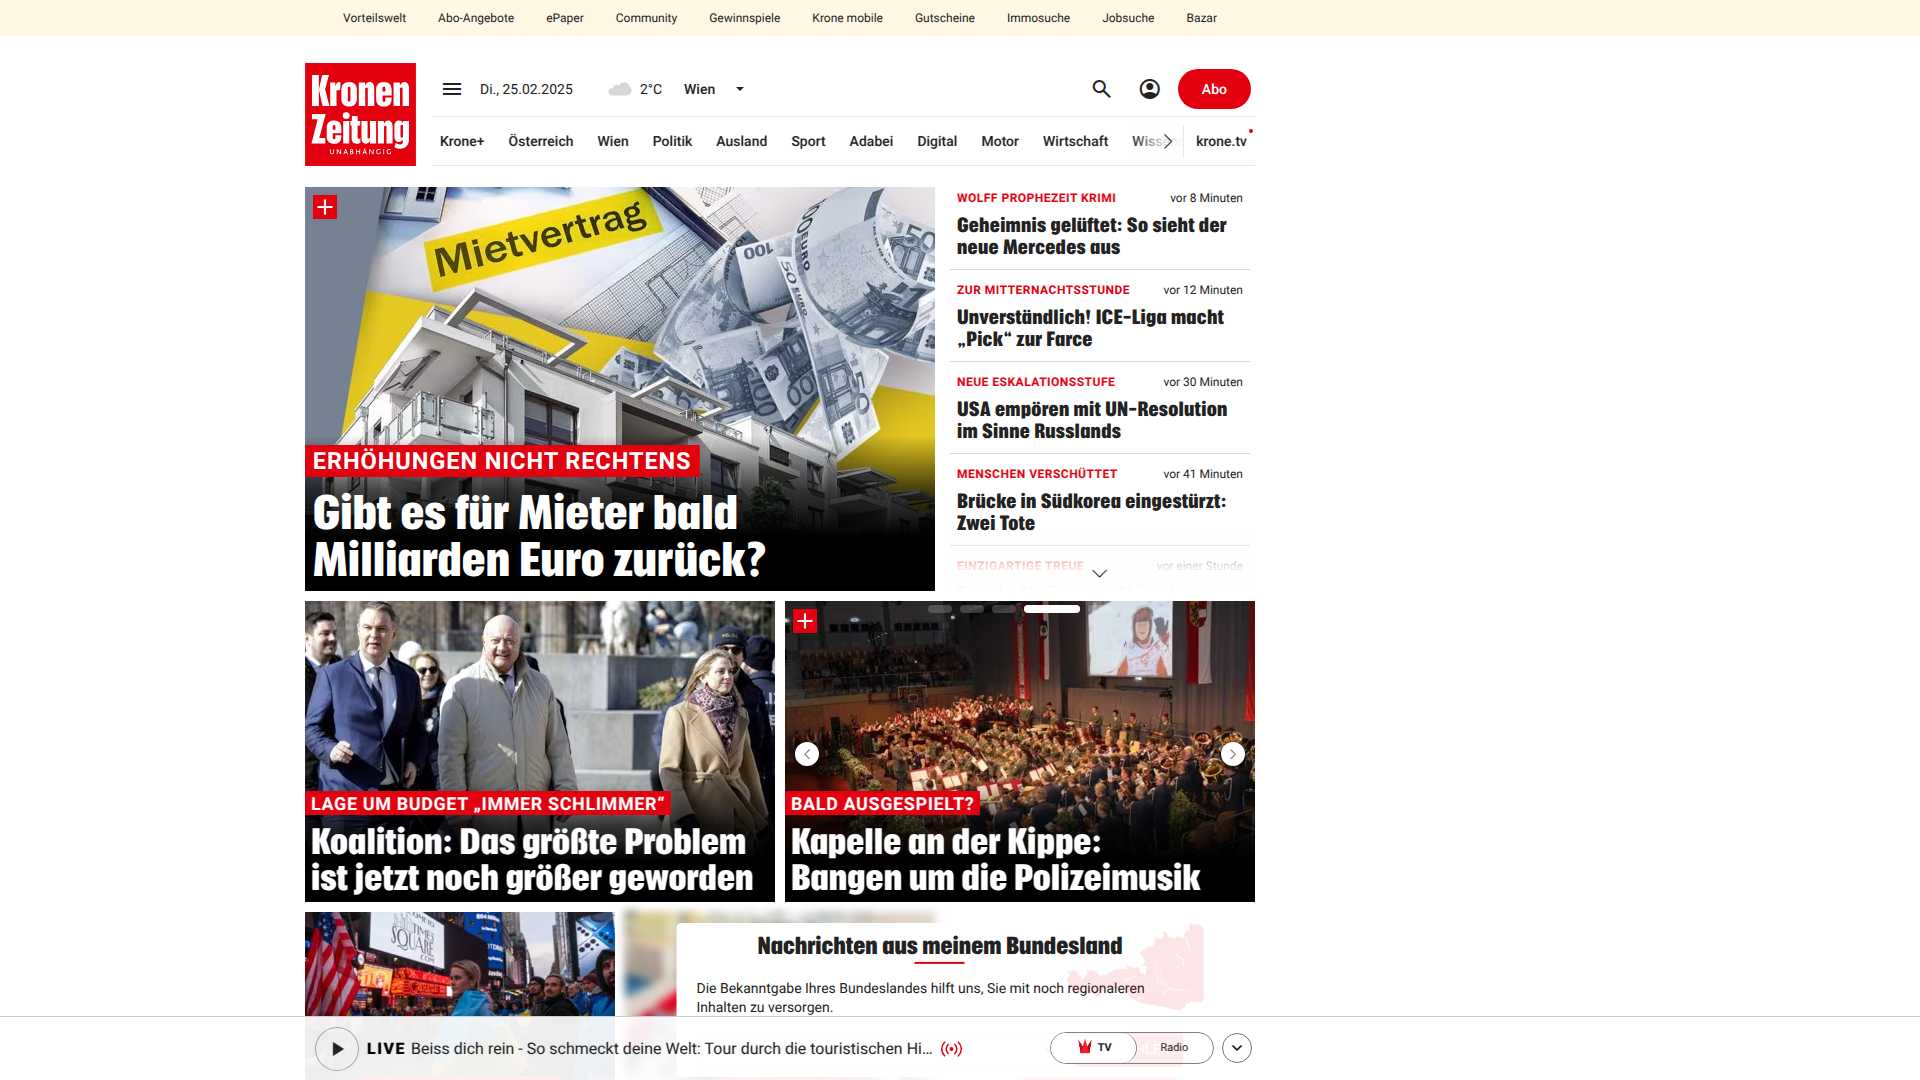 Vorteilswelt Abo-Angebote ePaper Community Gewinnspiele Krone mobile Gutscheine Immosuche Jobsuche Bazar
Kronen
Zeitung
UNABHÄNGIG
Di., 25.02.2025 2°C Wien Abo
Krone+ Österreich Wien Politik Ausland Sport Adabei Digital Motor Wirtschaft krone.tv
Mietvertrag
ERHÖHUNGEN NICHT RECHTENS
Gibt es für Mieter bald
Milliarden Euro zurück?
WOLFF PROPHEZEIT KRIMI vor 8 Minuten
Geheimnis gelüftet: So sieht der
neue Mercedes aus
ZUR MITTERNACHTSSTUNDE vor 12 Minuten
Unverständlich! ICE-Liga macht
„Pick“ zur Farce
NEUE ESKALATIONSSTUFE vor 30 Minuten
USA empören mit UN-Resolution
im Sinne Russlands
MENSCHEN VERSCHÜTTET vor 41 Minuten
Brücke in Südkorea eingestürzt:
Zwei Tote
EINZIGARTIGE TREUE vor einer Stunde
LAGE UM BUDGET „IMMER SCHLIMMER“
Koalition: Das größte Problem
ist jetzt noch größer geworden
BALD AUSGESPIELT?
Kapelle an der Kippe:
Bangen um die Polizeimusik
TIMES
SQUARE
Nachrichten aus meinem Bundesland
Die Bekanntgabe Ihres Bundeslandes hilft uns, Sie mit noch regionaleren
Inhalten zu versorgen.
LIVE Beiss dich rein - So schmeckt deine Welt: Tour durch die touristischen Hi... TV Radio